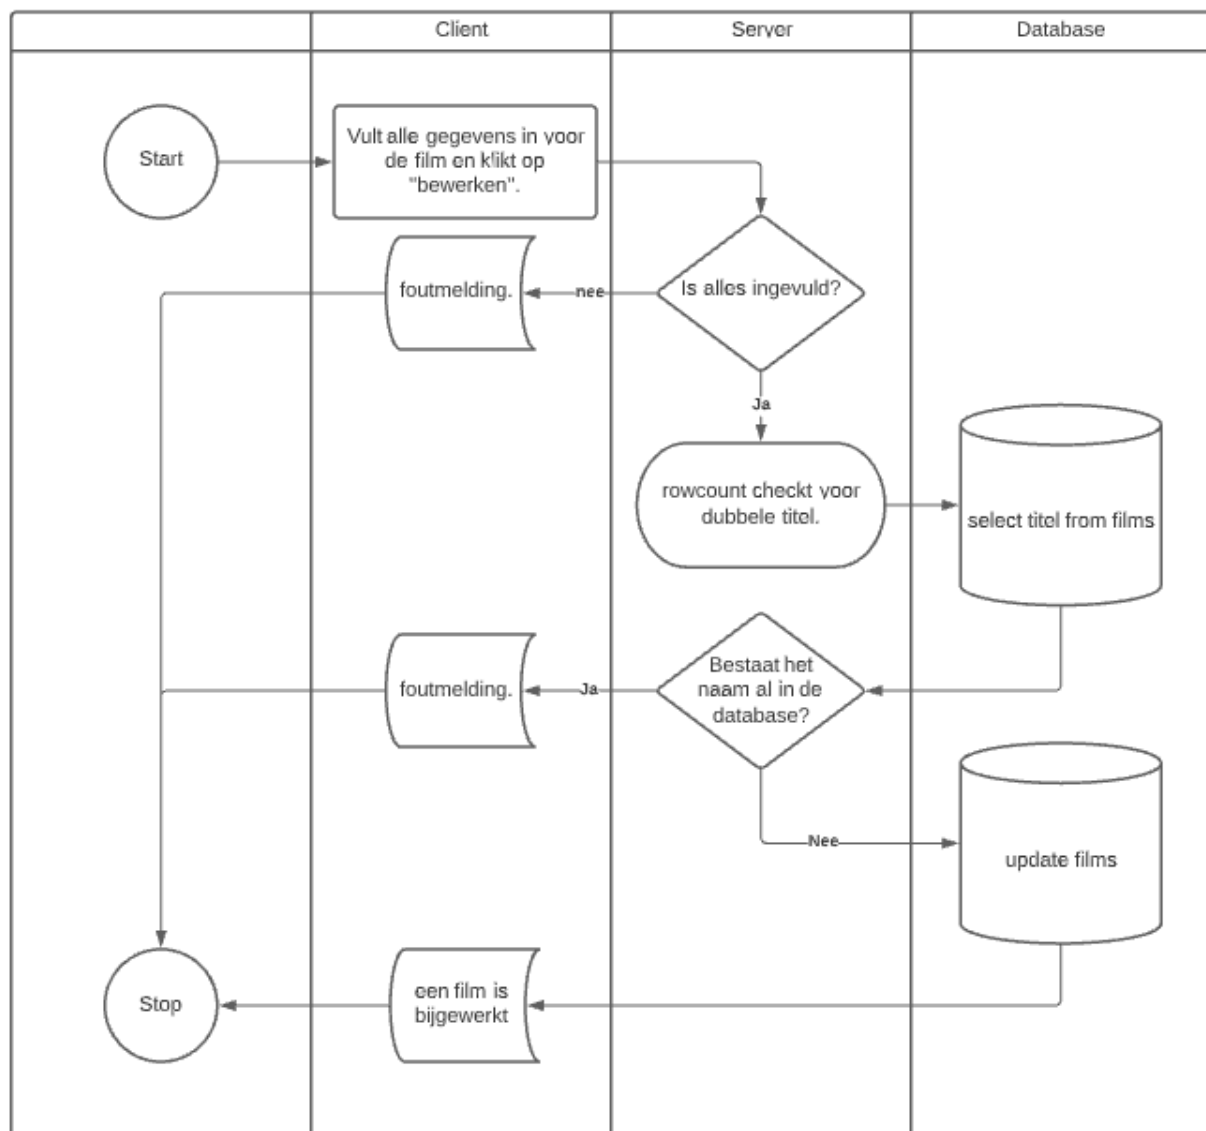 Client
Server
Database
Start
Vult alle gegevens in voor
de film en klikt op
"bewerken".
foutmelding.
nee
Is alles ingevuld?
Ja
rowcount checkt voor
dubbele titel.
select titel from films
foutmelding.
Ja
Bestaat het
naam al in de
database?
Nee
update films
Stop
een film is
bijgewerkt